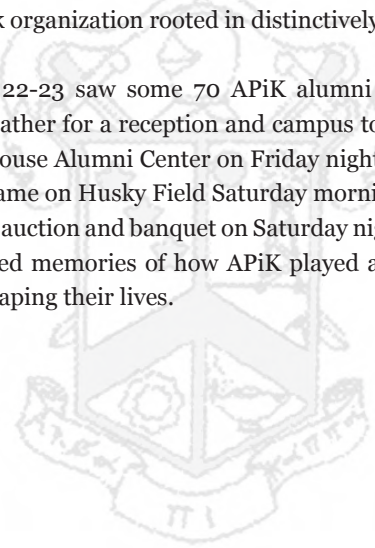 k organization rooted in distinctively
22-23 saw some 70 APiK alumni
ather for a reception and campus to
ouse Alumni Center on Friday night
ame on Husky Field Saturday morni
auction and banquet on Saturday nig
ed memories of how APiK played a
aping their lives.